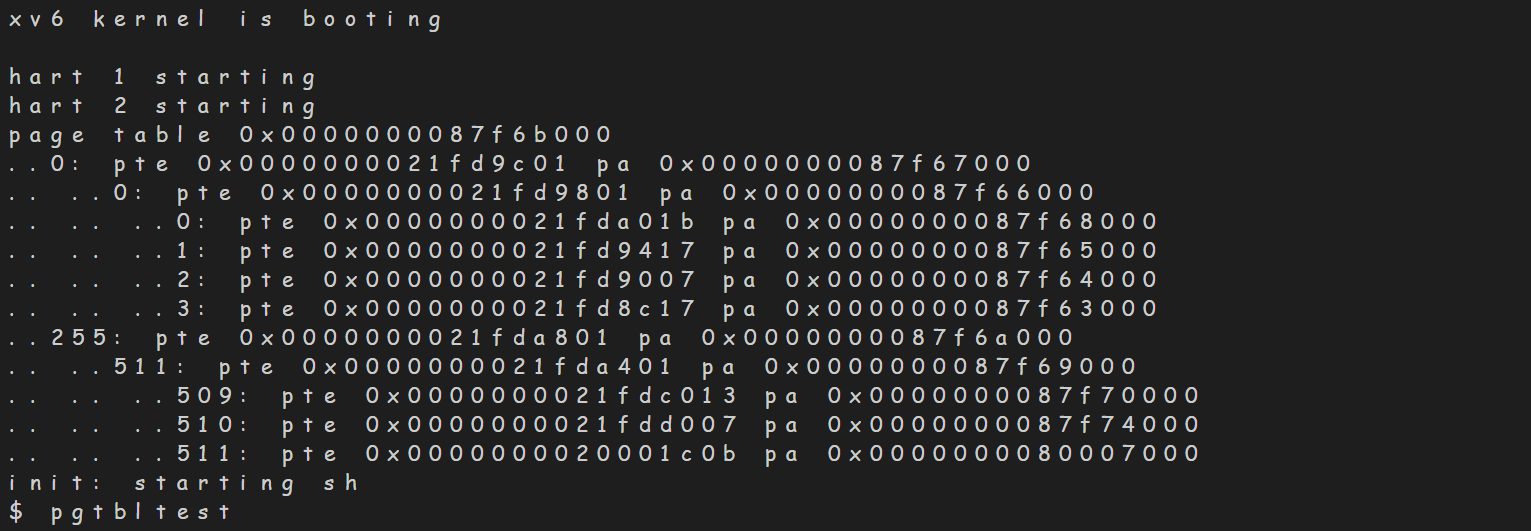 xv6 kernel is booting

hart 1 starting
hart 2 starting
page table 0x0000000087f6b000
..0: pte 0x0000000021fd9c01 pa 0x0000000087f67000
.. ..0: pte 0x0000000021fd9801 pa 0x0000000087f66000
.. .. ..0: pte 0x0000000021fda01b pa 0x0000000087f68000
.. .. ..1: pte 0x0000000021fd9417 pa 0x0000000087f65000
.. .. ..2: pte 0x0000000021fd9007 pa 0x0000000087f64000
.. .. ..3: pte 0x0000000021fd8c17 pa 0x0000000087f63000
..255: pte 0x0000000021fda801 pa 0x0000000087f6a000
.. ..511: pte 0x0000000021fda401 pa 0x0000000087f69000
.. .. ..509: pte 0x0000000021fdc013 pa 0x0000000087f70000
.. .. ..510: pte 0x0000000021fdd007 pa 0x0000000087f74000
.. .. ..511: pte 0x0000000020001c0b pa 0x0000000080007000
init: starting sh
$ pgtbltest